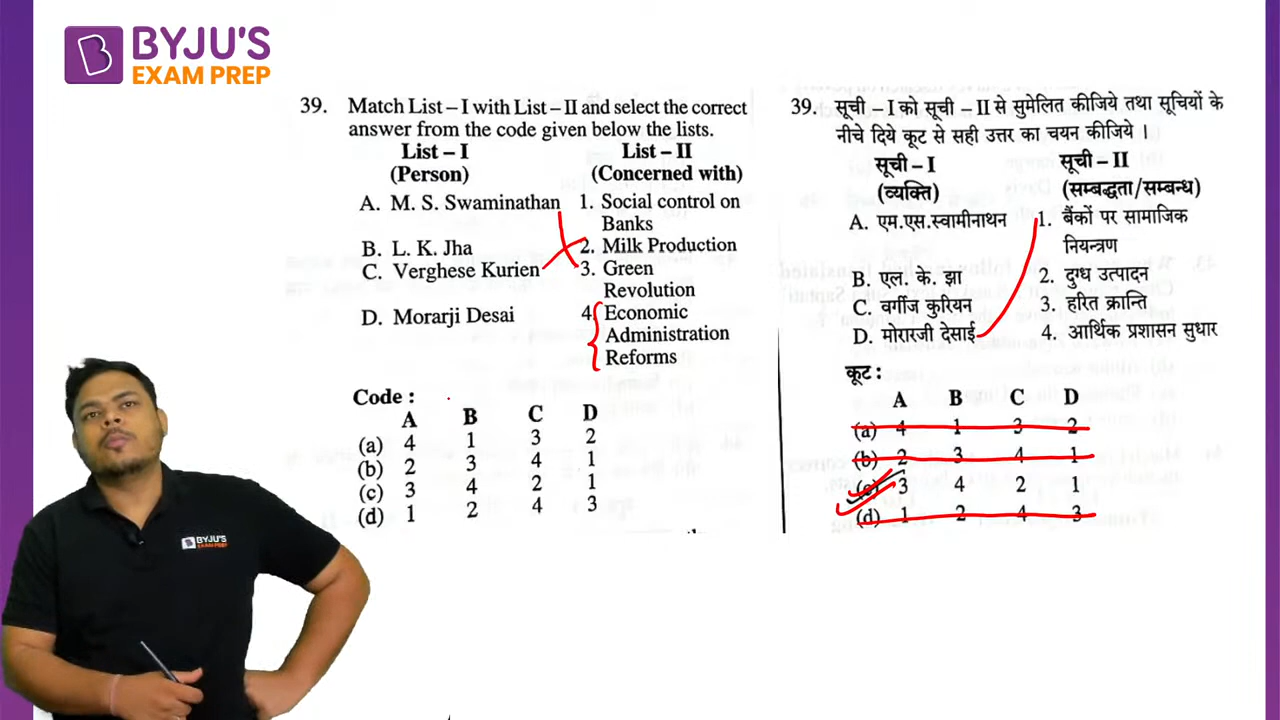 BYJU'S
EXAM PREP
39. Match List – I with List – II and select the correct
answer from the code given below the lists.
List – I List – II
(Person) (Concerned with)
A. M. S. Swaminathan 1. Social control on
Banks
B. L. K. Jha 2. Milk Production
C. Verghese Kurien 3. Green
Revolution
D. Morarji Desai 4. Economic
Administration
Reforms
Code :
A B C D
(a) 4 1 3 2
(b) 2 3 4 1
(c) 3 4 2 1
(d) 1 2 4 3
39. सूची – I को सूची – II से सुमेलित कीजिये तथा सूचियों के
नीचे दिये कूट से सही उत्तर का चयन कीजिये ।
सूची – I सूची – II
(व्यक्ति) (सम्बद्धता/सम्बन्ध)
A. एम.एस.स्वामीनाथन 1. बैंकों पर सामाजिक
नियन्त्रण
B. एल. के. झा 2. दुग्ध उत्पादन
C. वर्गीज कुरियन 3. हरित क्रान्ति
D. मोरारजी देसाई 4. आर्थिक प्रशासन सुधार
कूट :
A B C D
(a) 4 1 3 2
(b) 2 3 4 1
(c) 3 4 2 1
(d) 1 2 4 3
BYJU'S
EXAM PREP